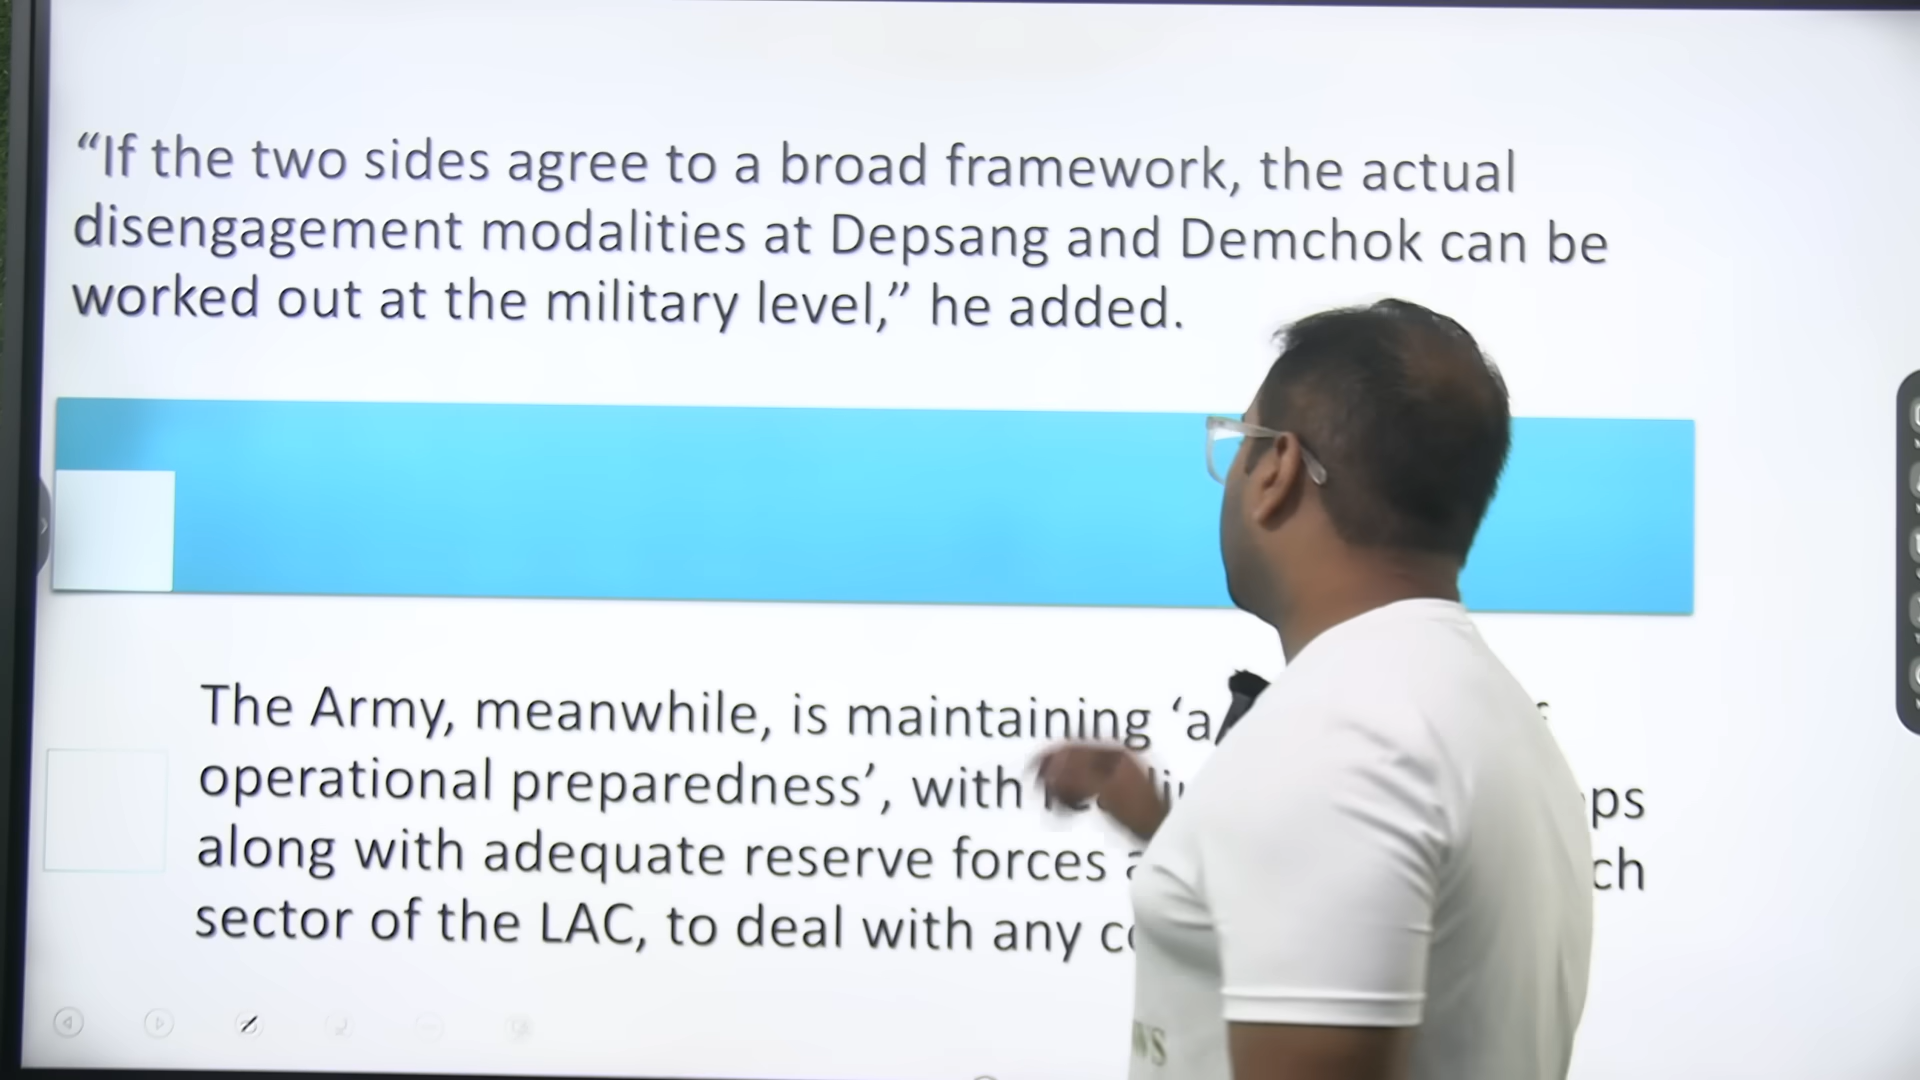 “If the two sides agree to a broad framework, the actual
disengagement modalities at Depsang and Demchok can be
worked out at the military level,” he added.
The Army, meanwhile, is maintaining
operational preparedness’, with
along with adequate reserve forces
sector of the LAC, to deal with any